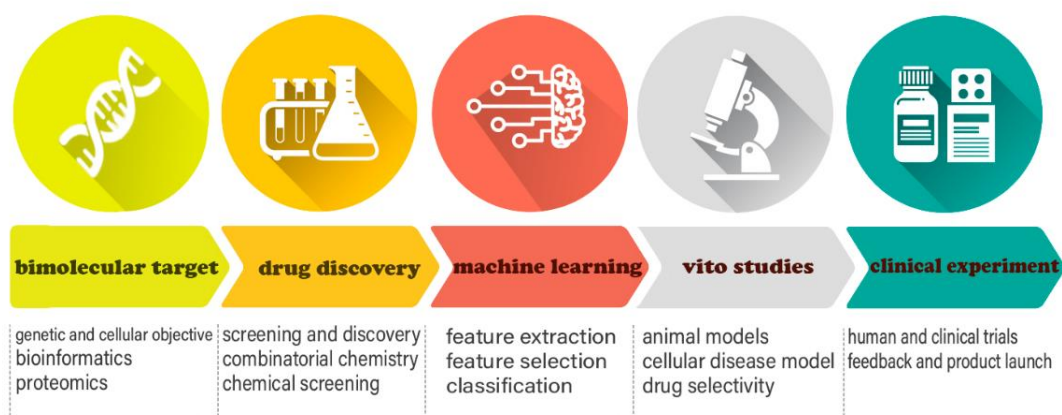 bimolecular target
drug discovery
machine learning
vito studies
clinical experiment
genetic and cellular objective
bioinformatics
proteomics
screening and discovery
combinatorial chemistry
chemical screening
feature extraction
feature selection
classification
animal models
cellular disease model
drug selectivity
human and clinical trials
feedback and product launch